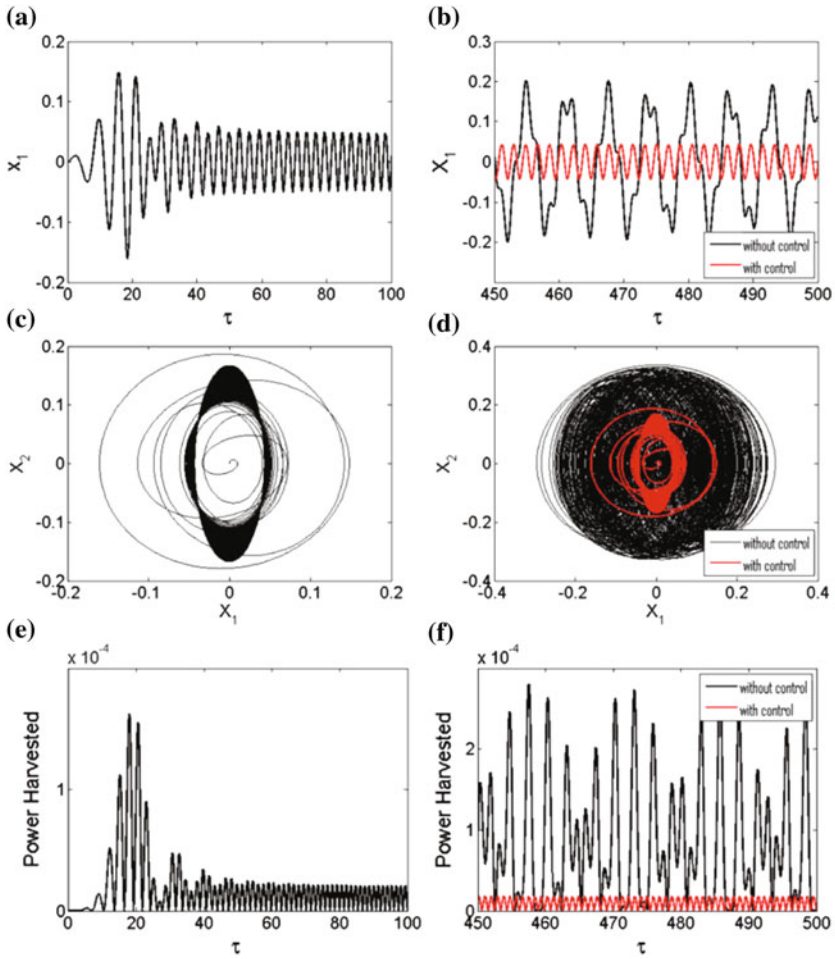 (a)
0.2
0.1
0
-0.1
-0.2
X1
0 20 40 60 80 100
τ
(b)
0.3
0.2
0.1
0
-0.1
-0.2
X1
without control
with control
450 460 470 480 490 500
τ
(c)
0.2
0.1
0
-0.1
-0.2
X2
-0.2 -0.1 0 0.1 0.2
X1
(d)
0.4
0.2
0
-0.2
-0.4
X2
without control
with control
-0.4 -0.2 0 0.2 0.4
X1
(e)
x 10-4
1
0
Power Harvested
0 20 40 60 80 100
τ
(f)
x 10-4
2
1
0
Power Harvested
without control
with control
450 460 470 480 490 500
τ